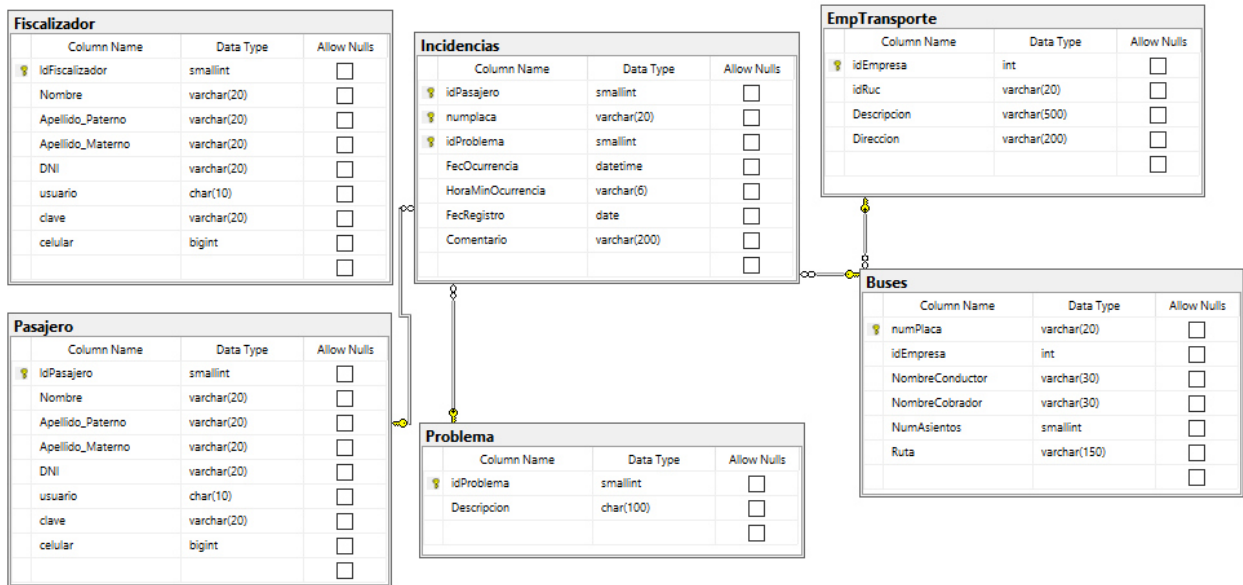 Fiscalizador
Column Name Data Type Allow Nulls
IdFiscalizador smallint
Nombre varchar(20)
Apellido_Paterno varchar(20)
Apellido_Materno varchar(20)
DNI varchar(20)
usuario char(10)
clave varchar(20)
celular bigint
Incidencias
Column Name Data Type Allow Nulls
idPasajero smallint
numplaca varchar(20)
idProblema smallint
FecOcurrencia datetime
HoraMinOcurrencia varchar(6)
FecRegistro date
Comentario varchar(200)
EmpTransporte
Column Name Data Type Allow Nulls
idEmpresa int
idRuc varchar(20)
Descripcion varchar(500)
Direccion varchar(200)
Buses
Column Name Data Type Allow Nulls
numPlaca varchar(20)
idEmpresa int
NombreConductor varchar(30)
NombreCobrador varchar(30)
NumAsientos smallint
Ruta varchar(150)
Pasajero
Column Name Data Type Allow Nulls
IdPasajero smallint
Nombre varchar(20)
Apellido_Paterno varchar(20)
Apellido_Materno varchar(20)
DNI varchar(20)
usuario char(10)
clave varchar(20)
celular bigint
Problema
Column Name Data Type Allow Nulls
idProblema smallint
Descripcion char(100)